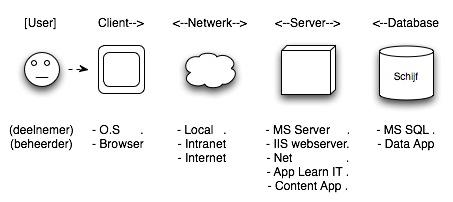 [User] Client--> <--Netwerk--> <--Server--> <--Database
Schijf
(deelnemer) - O.S . - Local . - MS Server . - MS SQL .
(beheerder) - Browser - Intranet - IIS webserver. - Data App
- Internet - Net .
- App Learn IT .
- Content App .